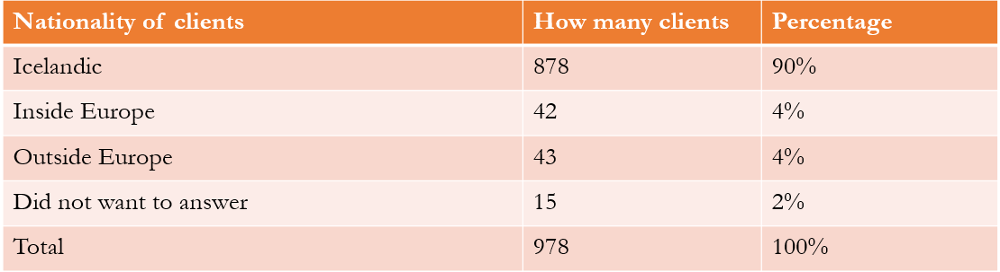 Nationality of clients How many clients Percentage
Icelandic 878 90%
Inside Europe 42 4%
Outside Europe 43 4%
Did not want to answer 15 2%
Total 978 100%